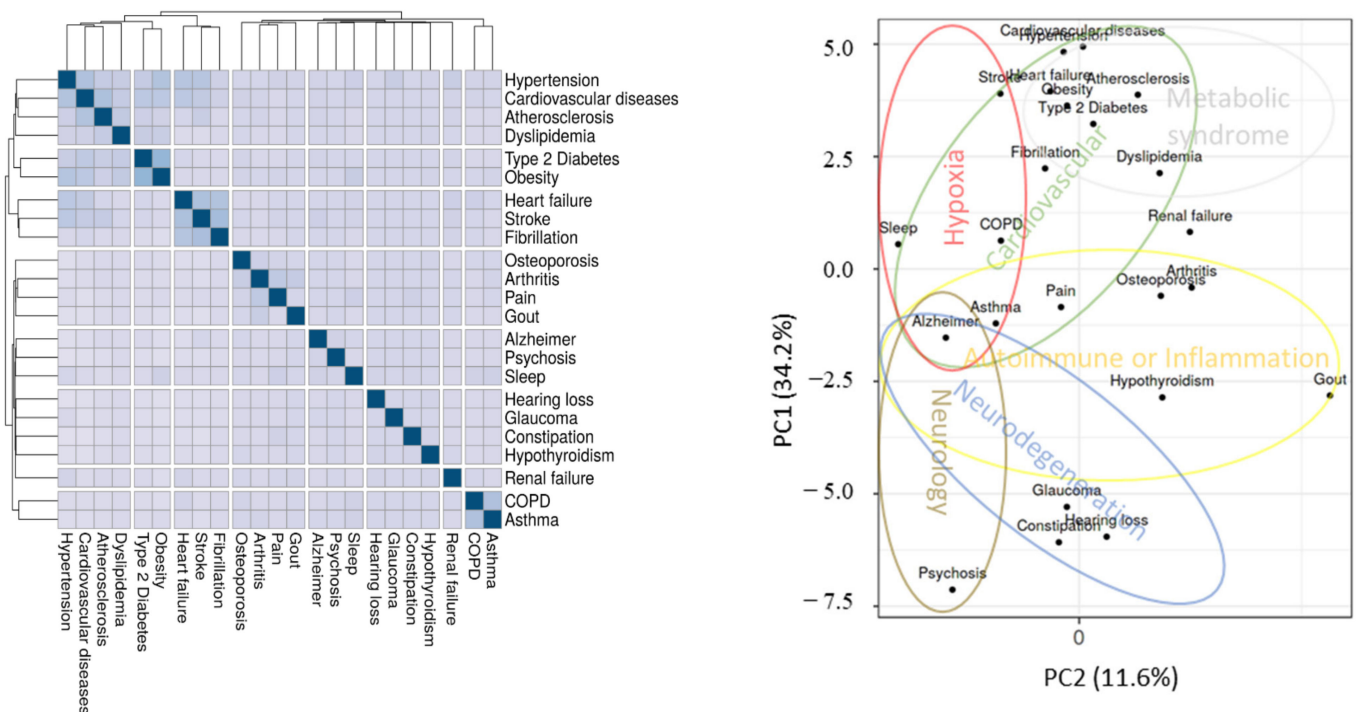 Hypertension
Cardiovascular diseases
Atherosclerosis
Dyslipidemia
Type 2 Diabetes
Obesity
Heart failure
Stroke
Fibrillation
Osteoporosis
Arthritis
Pain
Gout
Alzheimer
Psychosis
Sleep
Hearing loss
Glaucoma
Constipation
Hypothyroidism
Renal failure
COPD
Asthma
Hypertension
Cardiovascular diseases
Atherosclerosis
Dyslipidemia
Type 2 Diabetes
Obesity
Heart failure
Stroke
Fibrillation
Osteoporosis
Arthritis
Pain
Gout
Alzheimer
Psychosis
Sleep
Hearing loss
Glaucoma
Constipation
Hypothyroidism
Renal failure
COPD
Asthma
PC1 (34.2%)
5.0
2.5
0.0
−2.5
−5.0
−7.5
Cardiovascular diseases
Hypertension
Stroke
Heart failure
Atherosclerosis
Obesity
Type 2 Diabetes
Metabolic
syndrome
Fibrillation
Dyslipidemia
Hypoxia
Cardiovascular
Sleep
COPD
Renal failure
Arthritis
Osteoporosis
Pain
Asthma
Alzheimer
Autoimmune or Inflammation
Hypothyroidism
Gout
Neurology
Neurodegeneration
Glaucoma
Hearing loss
Constipation
Psychosis
0
PC2 (11.6%)